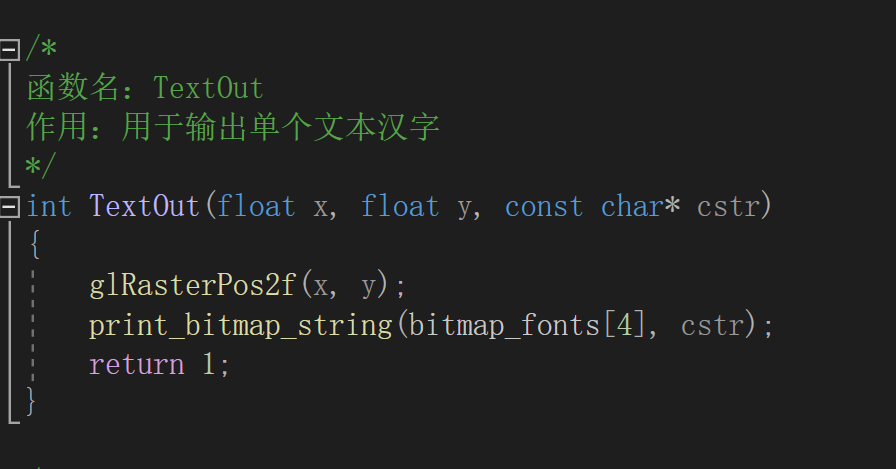 /*
函数名：TextOut
作用：用于输出单个文本汉字
*/
int TextOut(float x, float y, const char* cstr)
{
glRasterPos2f(x, y);
print_bitmap_string(bitmap_fonts[4], cstr);
return 1;
}